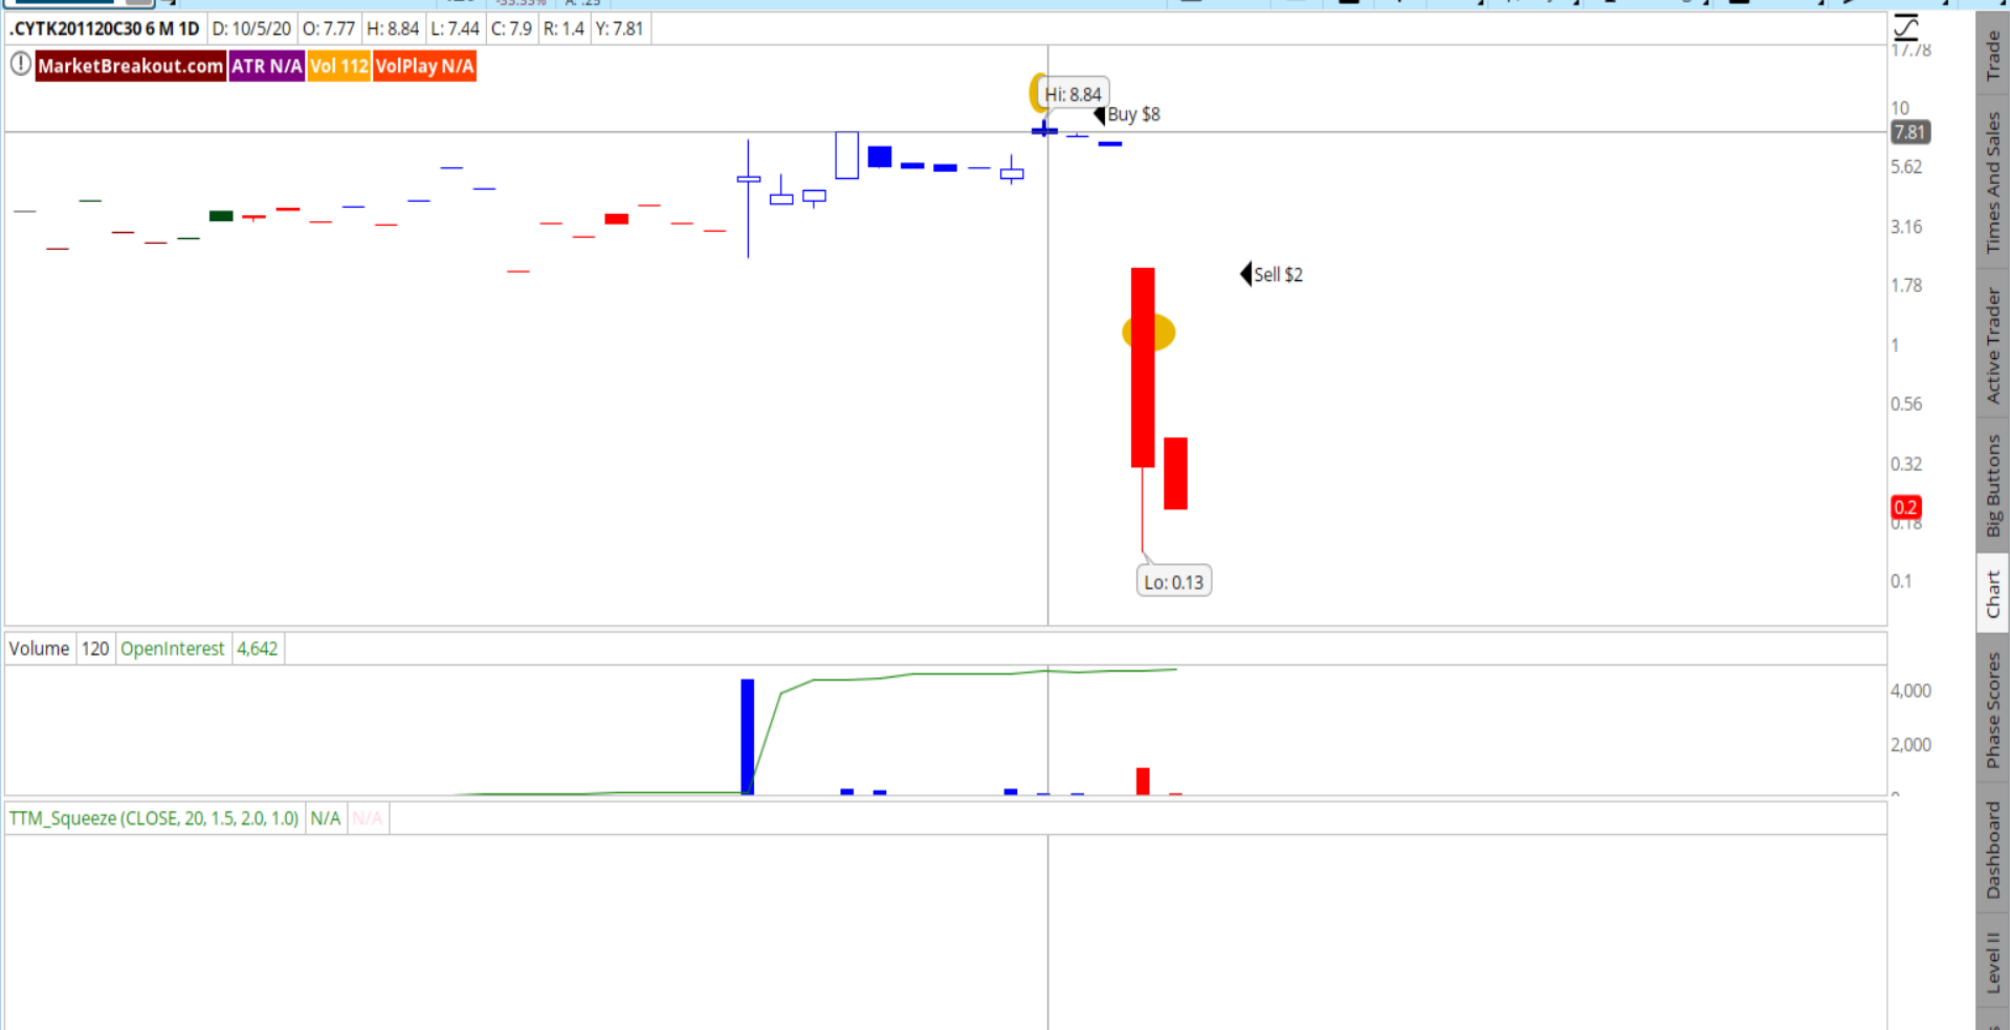 -33.33%
.CYTK201120C30 6 M 1D D: 10/5/20 O: 7.77 H: 8.84 L: 7.44 C: 7.9 R: 1.4 Y: 7.81
MarketBreakout.com ATR N/A Vol 112 VolPlay N/A
Hi: 8.84
Buy $8
Sell $2
Lo: 0.13
17.78
10
7.81
5.62
3.16
1.78
1
0.56
0.32
0.2
0.18
0.1
Volume 120 OpenInterest 4,642
4,000
2,000
TTM_Squeeze (CLOSE, 20, 1.5, 2.0, 1.0) N/A N/A
Trade
Times And Sales
Active Trader
Big Buttons
Chart
Phase Scores
Dashboard
Level II